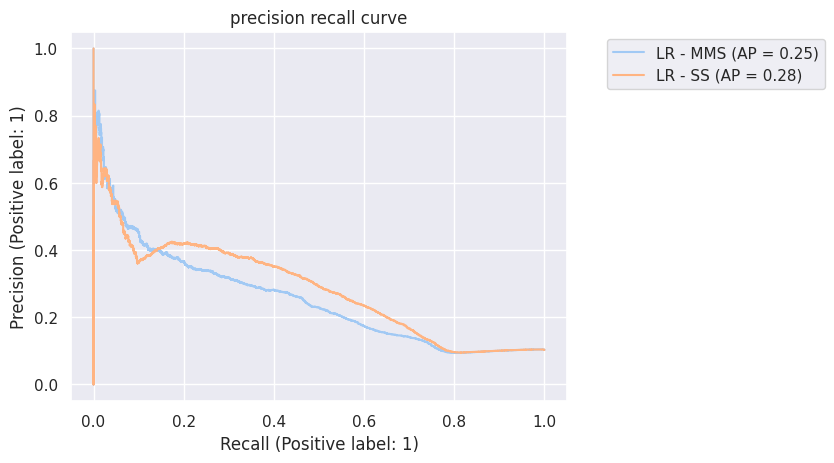 precision recall curve
LR - MMS (AP = 0.25)
LR - SS (AP = 0.28)
Precision (Positive label: 1)
1.0
0.8
0.6
0.4
0.2
0.0
0.0 0.2 0.4 0.6 0.8 1.0
Recall (Positive label: 1)